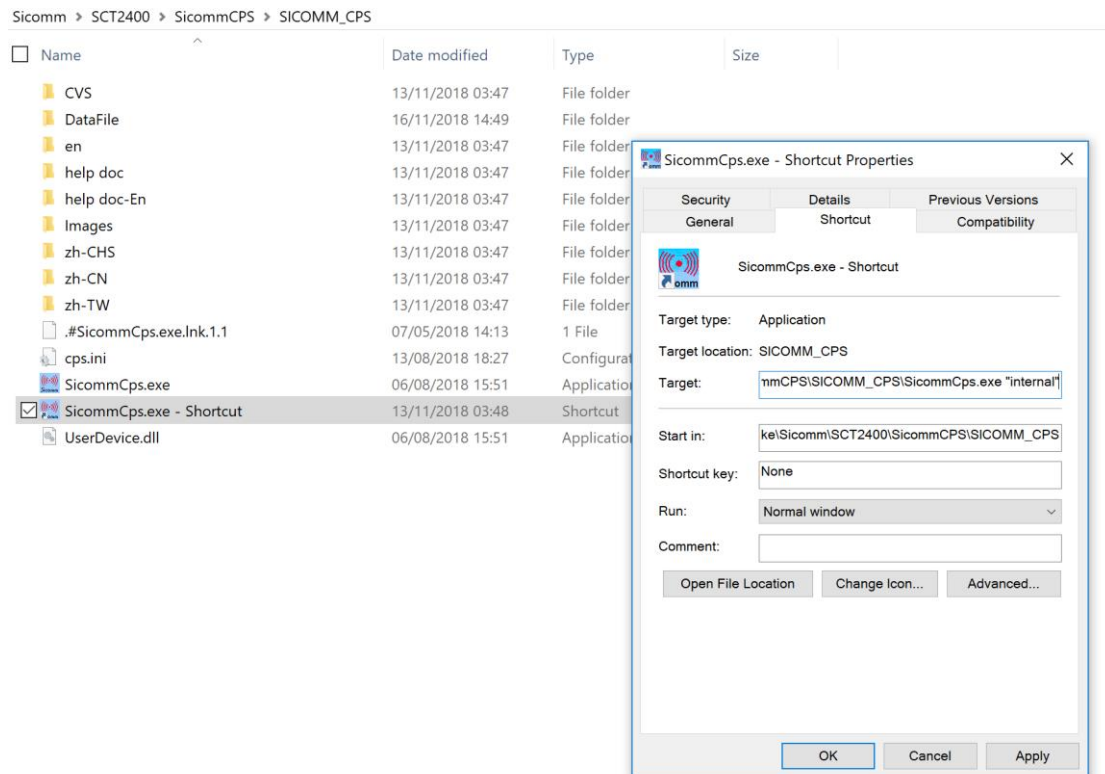 Sicomm > SCT2400 > SicommCPS > SICOMM_CPS
Name Date modified Type Size
CVS 13/11/2018 03:47 File folder
DataFile 16/11/2018 14:49 File folder
en 13/11/2018 03:47 File folder
help doc 13/11/2018 03:47 File folder
help doc-En 13/11/2018 03:47 File folder
Images 13/11/2018 03:47 File folder
zh-CHS 13/11/2018 03:47 File folder
zh-CN 13/11/2018 03:47 File folder
zh-TW 13/11/2018 03:47 File folder
.#SicommCps.exe.lnk.1.1 07/05/2018 14:13 1 File
cps.ini 13/08/2018 18:27 Configurat
SicommCps.exe 06/08/2018 15:51 Applicatio
SicommCps.exe - Shortcut 13/11/2018 03:48 Shortcut
UserDevice.dll 06/08/2018 15:51 Applicatio
SicommCps.exe - Shortcut Properties
Security Details Previous Versions
General Shortcut Compatibility
omm
SicommCps.exe - Shortcut
Target type: Application
Target location: SICOMM_CPS
Target: mmCPS\SICOMM_CPS\SicommCps.exe "internal"
Start in: ke\Sicomm\SCT2400\SicommCPS\SICOMM_CPS
Shortcut key: None
Run: Normal window
Comment:
Open File Location Change Icon... Advanced...
OK Cancel Apply